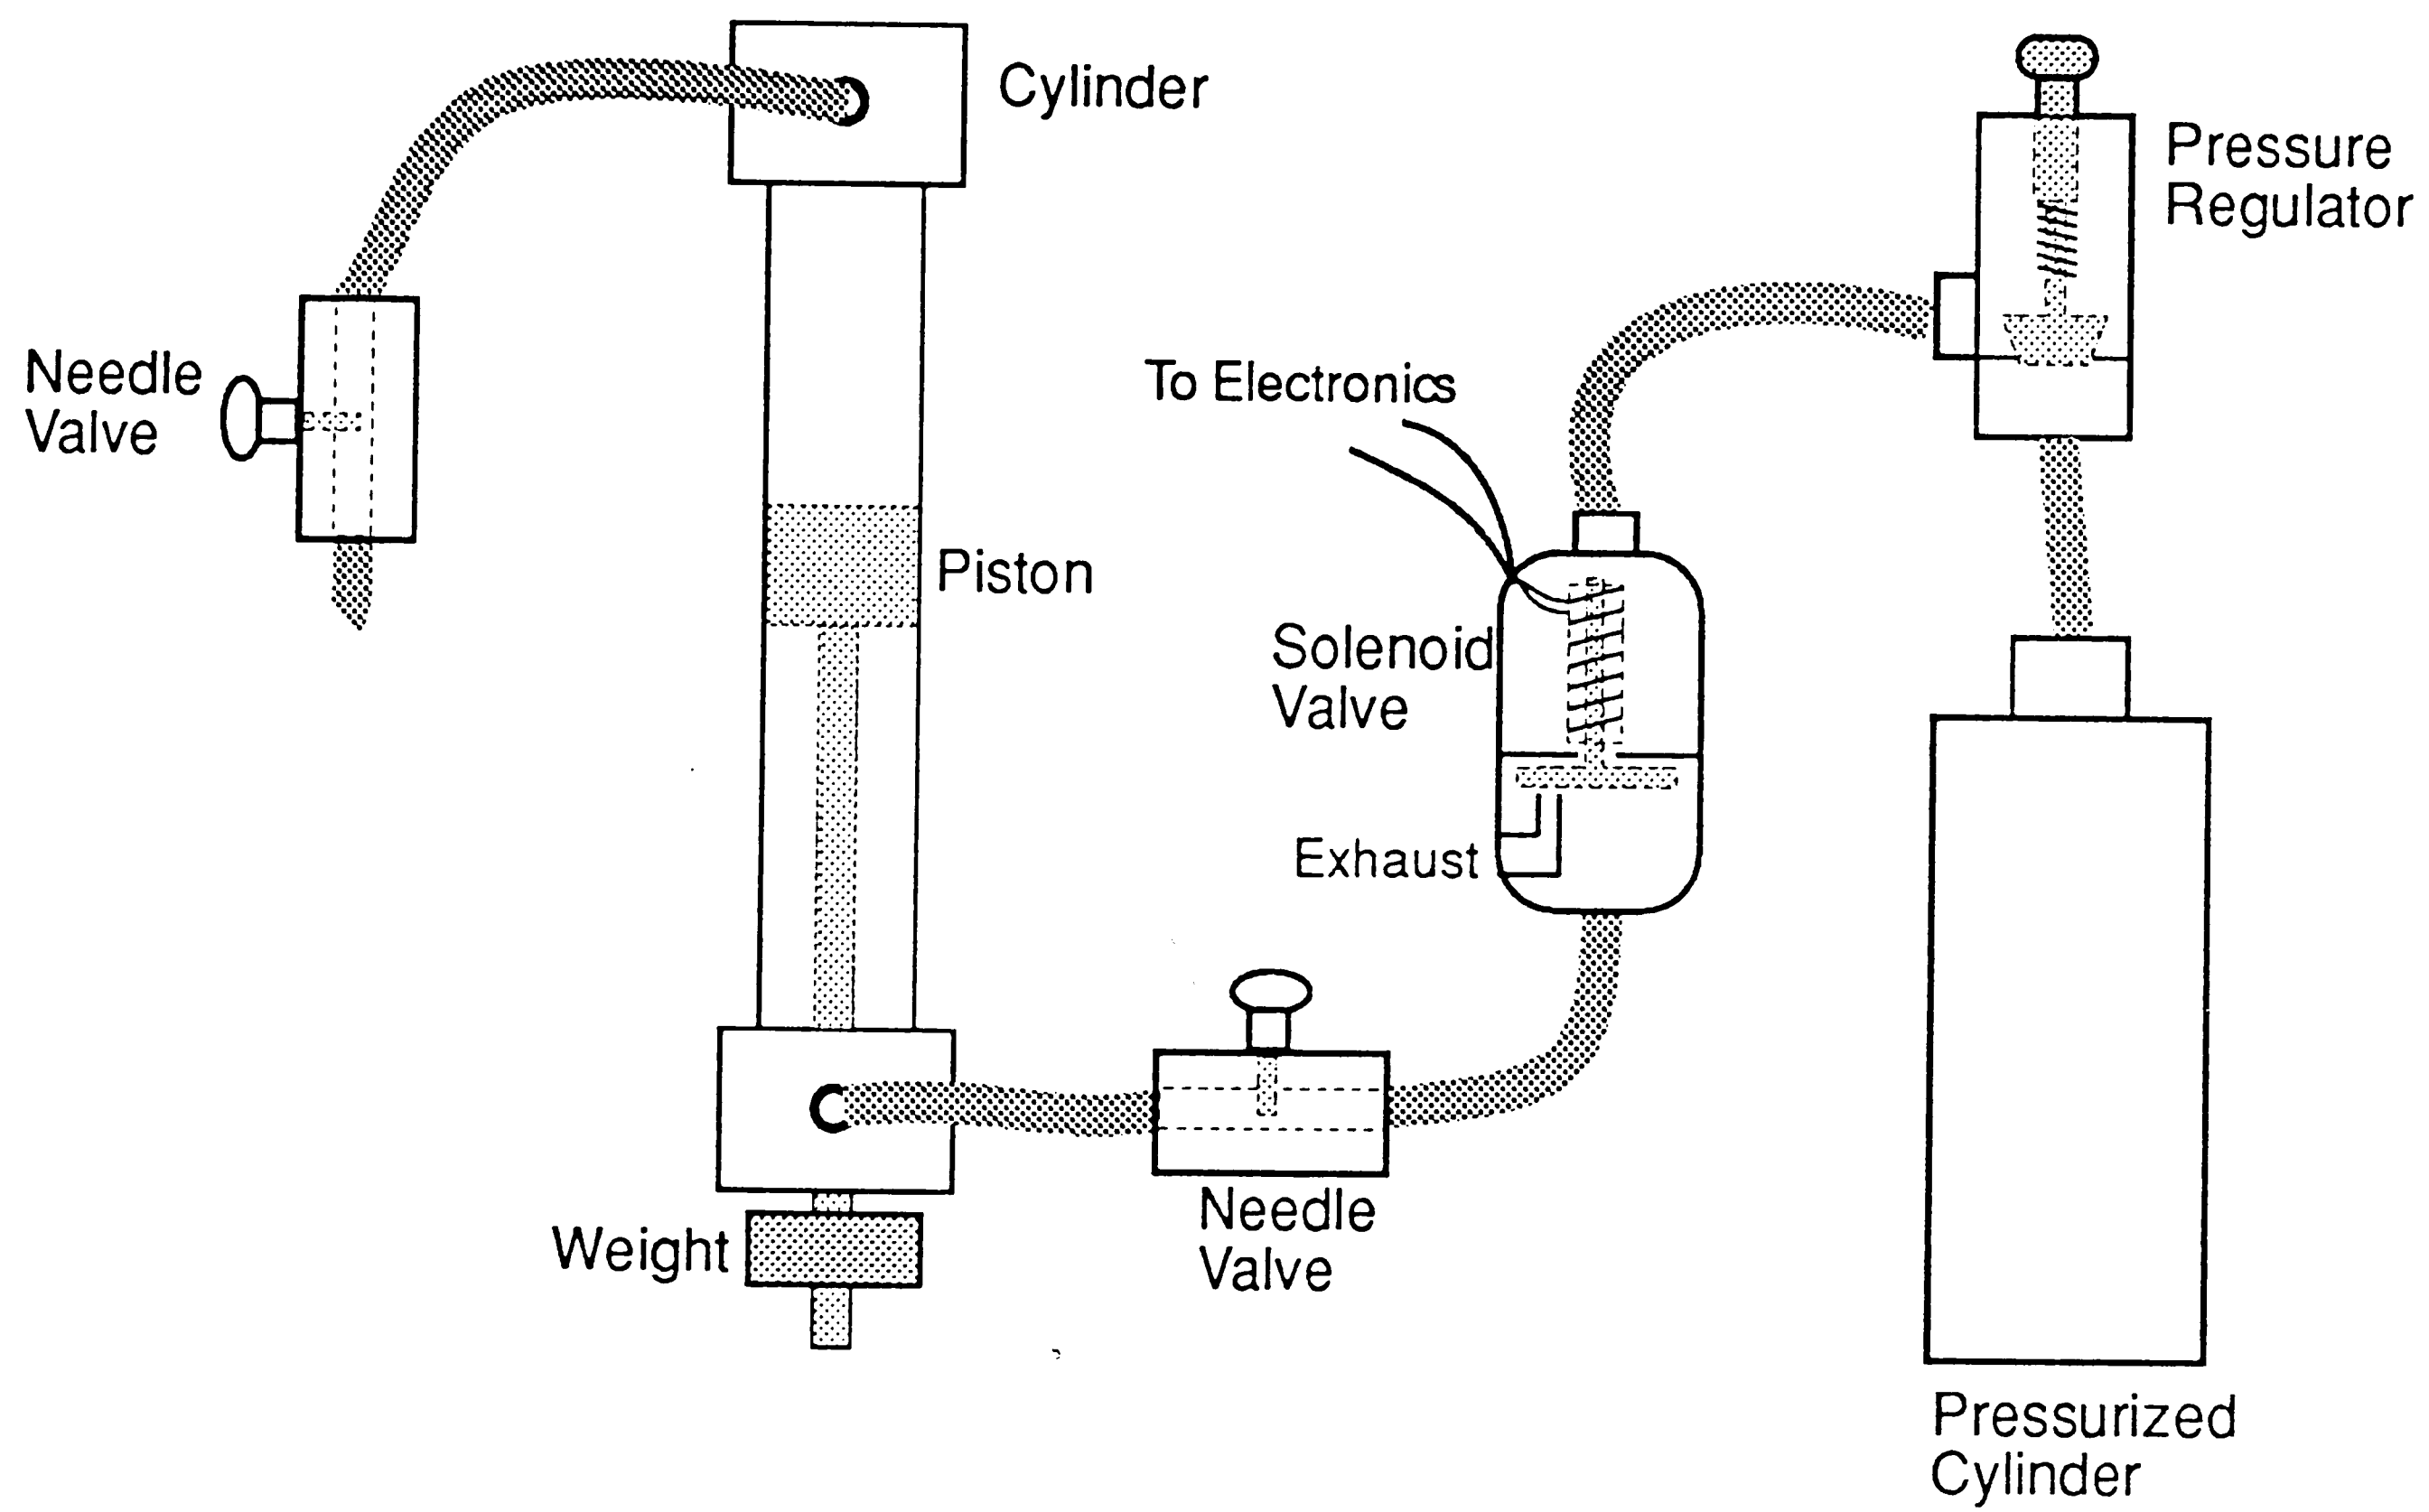 Cylinder
Pressure
Regulator
Needle
Valve
To Electronics
Piston
Solenoid
Valve
Exhaust
Needle
Valve
Weight
Pressurized
Cylinder